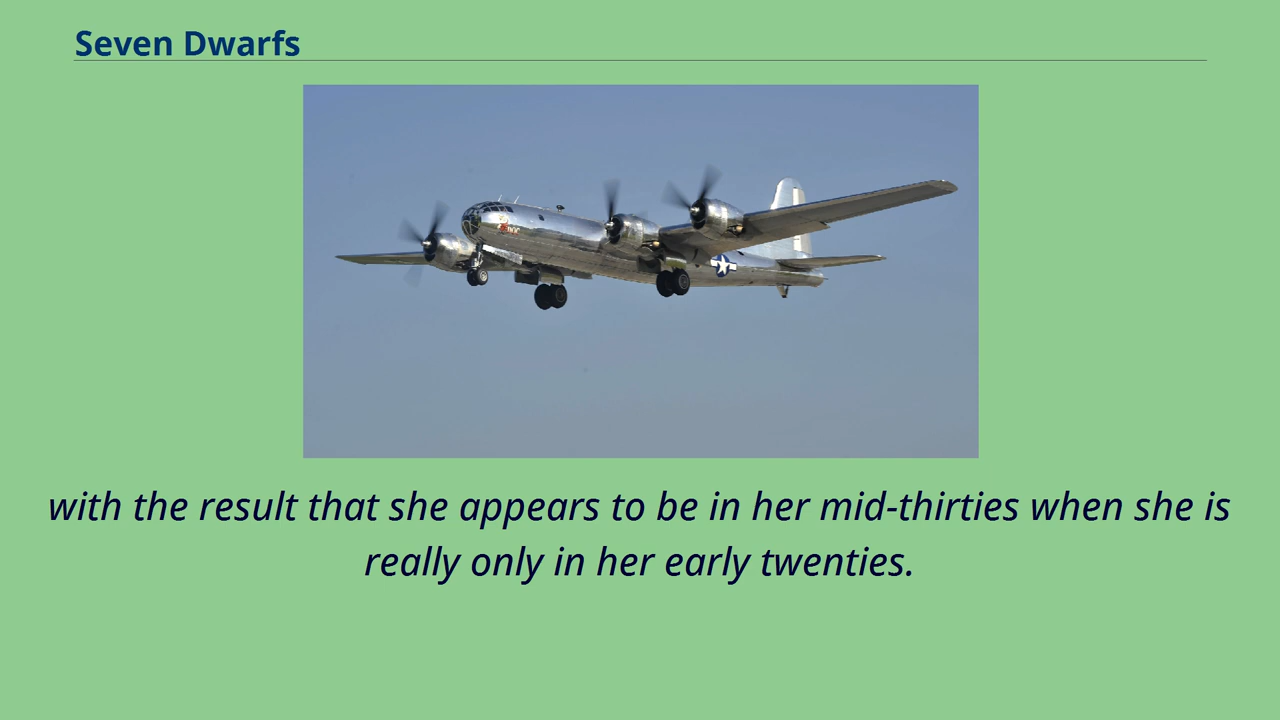 Seven Dwarfs
with the result that she appears to be in her mid-thirties when she is
really only in her early twenties.